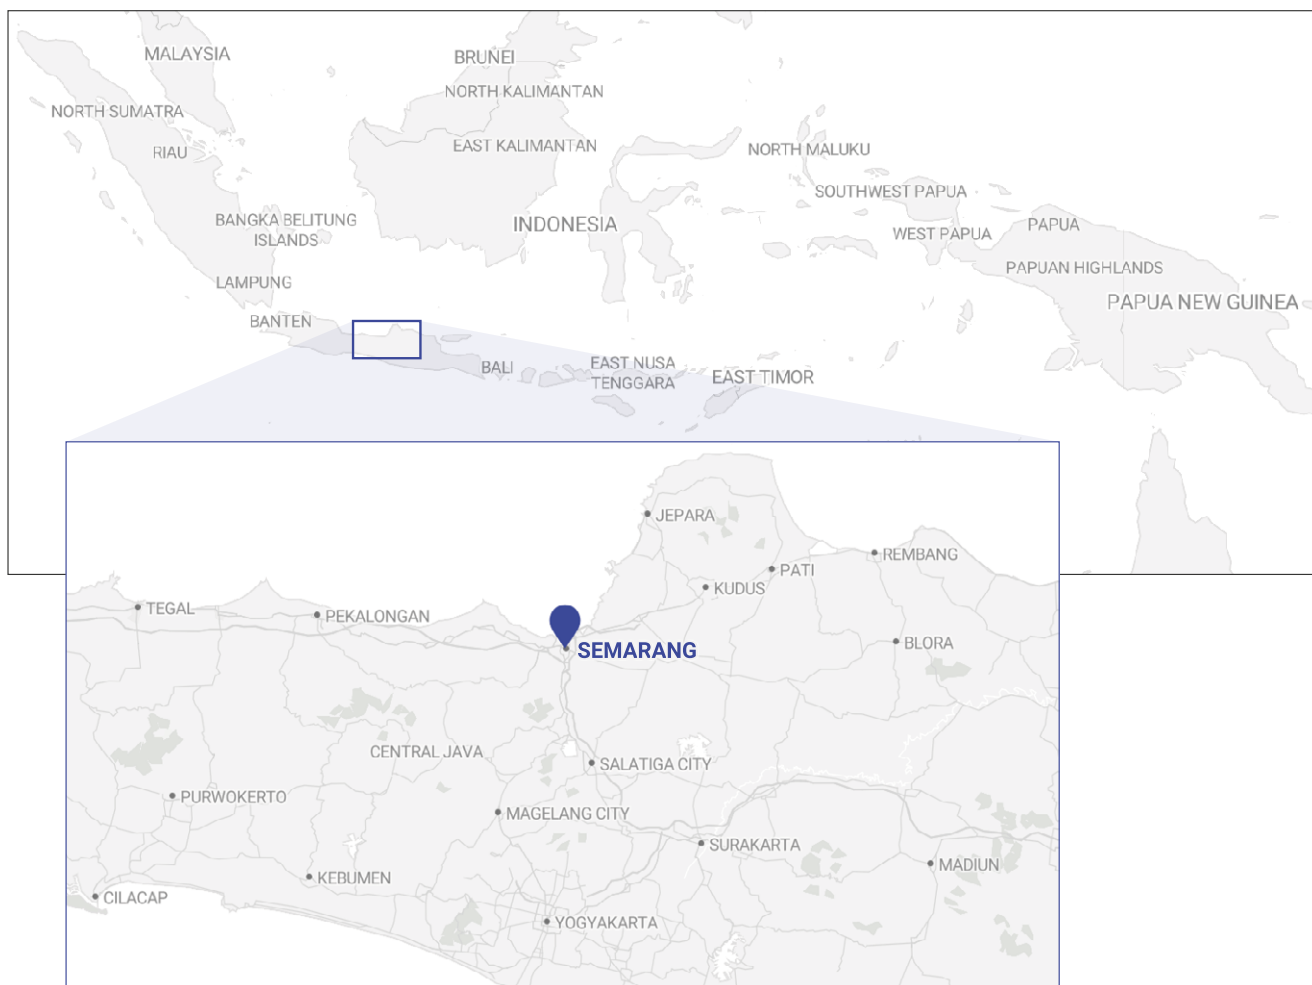 MALAYSIA
BRUNEI
NORTH KALIMANTAN
NORTH SUMATRA
EAST KALIMANTAN
NORTH MALUKU
RIAU
SOUTHWEST PAPUA
BANGKA BELITUNG
ISLANDS
INDONESIA
PAPUA
WEST PAPUA
PAPUAN HIGHLANDS
LAMPUNG
PAPUA NEW GUINEA
BANTEN
BALI
EAST NUSA
TENGGARA
EAST TIMOR
JEPARA
REMBANG
PATI
KUDUS
TEGAL
PEKALONGAN
BLORA
SEMARANG
CENTRAL JAVA
SALATIGA CITY
PURWOKERTO
MAGELANG CITY
SURAKARTA
MADIUN
KEBUMEN
CILACAP
YOGYAKARTA